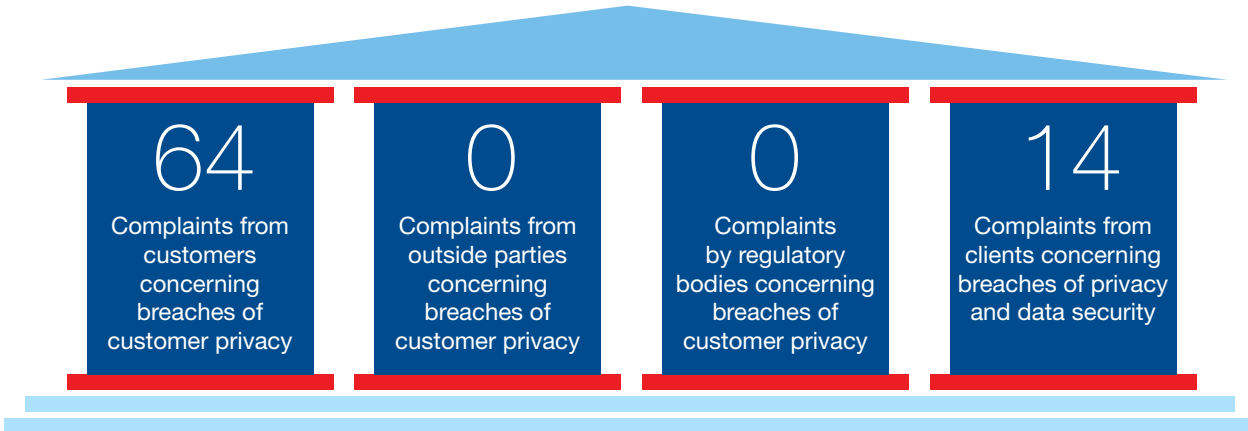 64
Complaints from
customers
concerning
breaches of
customer privacy
0
Complaints from
outside parties
concerning
breaches of
customer privacy
0
Complaints
by regulatory
bodies concerning
breaches of
customer privacy
14
Complaints from
clients concerning
breaches of privacy
and data security